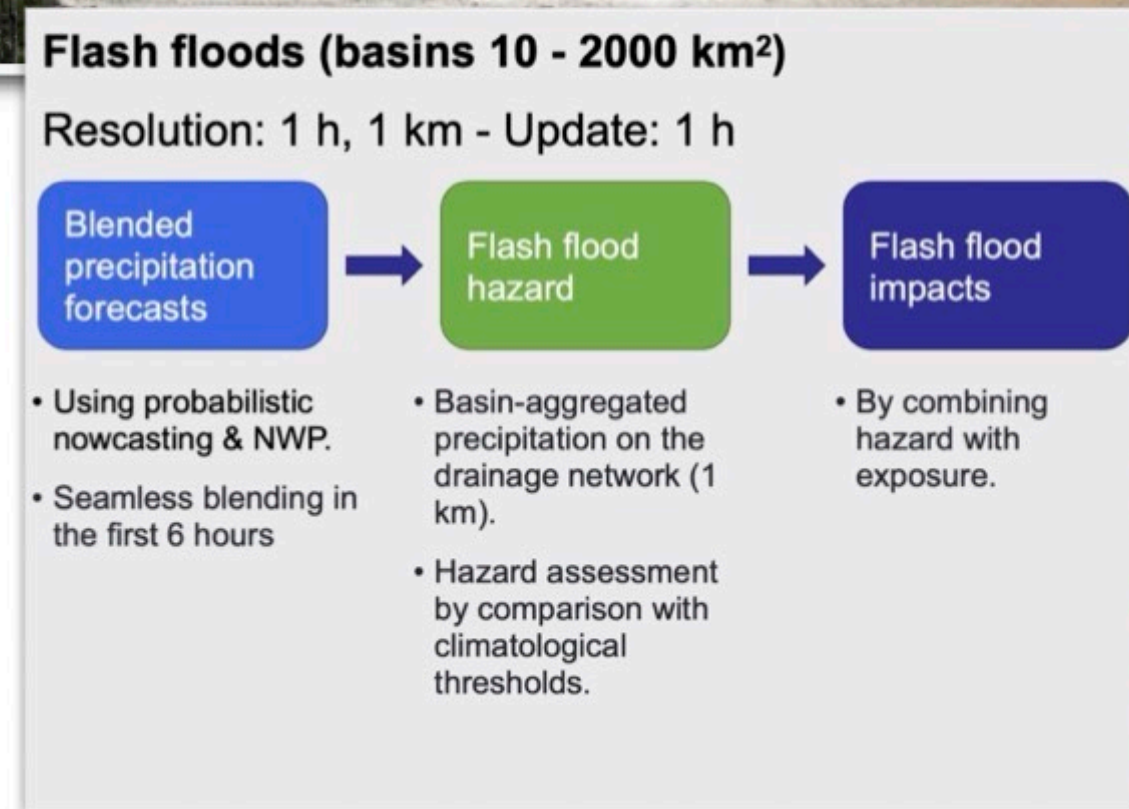 Flash floods (basins 10 - 2000 km²)
Resolution: 1 h, 1 km - Update: 1 h
Blended
precipitation
forecasts
Flash flood
hazard
Flash flood
impacts
• Using probabilistic
nowcasting & NWP.
• Seamless blending in
the first 6 hours
• Basin-aggregated
precipitation on the
drainage network (1
km).
• Hazard assessment
by comparison with
climatological
thresholds.
• By combining
hazard with
exposure.